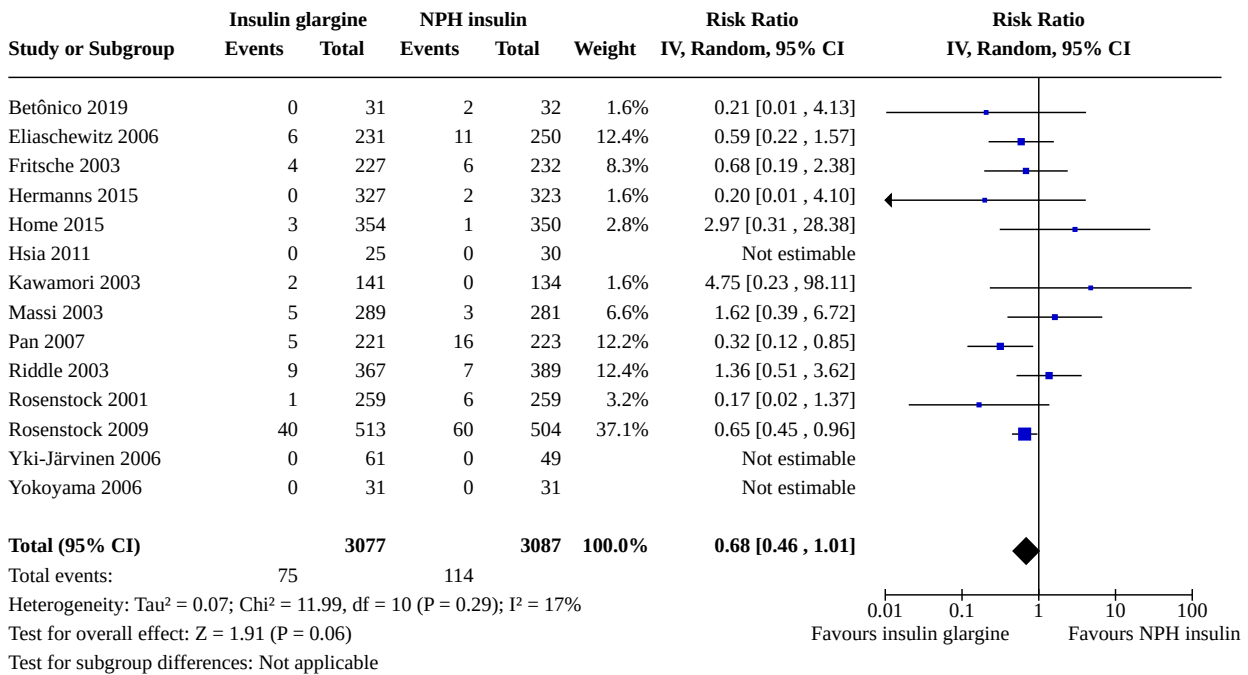 Insulin glargine NPH insulin Risk Ratio Risk Ratio
Study or Subgroup Events Total Events Total Weight IV, Random, 95% CI IV, Random, 95% CI
Betônico 2019 0 31 2 32 1.6% 0.21 [0.01 , 4.13]
Eliaschewitz 2006 6 231 11 250 12.4% 0.59 [0.22 , 1.57]
Fritsche 2003 4 227 6 232 8.3% 0.68 [0.19 , 2.38]
Hermanns 2015 0 327 2 323 1.6% 0.20 [0.01 , 4.10]
Home 2015 3 354 1 350 2.8% 2.97 [0.31 , 28.38]
Hsia 2011 0 25 0 30 Not estimable
Kawamori 2003 2 141 0 134 1.6% 4.75 [0.23 , 98.11]
Massi 2003 5 289 3 281 6.6% 1.62 [0.39 , 6.72]
Pan 2007 5 221 16 223 12.2% 0.32 [0.12 , 0.85]
Riddle 2003 9 367 7 389 12.4% 1.36 [0.51 , 3.62]
Rosenstock 2001 1 259 6 259 3.2% 0.17 [0.02 , 1.37]
Rosenstock 2009 40 513 60 504 37.1% 0.65 [0.45 , 0.96]
Yki-Järvinen 2006 0 61 0 49 Not estimable
Yokoyama 2006 0 31 0 31 Not estimable
Total (95% CI) 3077 3087 100.0% 0.68 [0.46 , 1.01]
Total events: 75 114
Heterogeneity: Tau² = 0.07; Chi² = 11.99, df = 10 (P = 0.29); I² = 17%
Test for overall effect: Z = 1.91 (P = 0.06)
Test for subgroup differences: Not applicable
0.01 0.1 1 10 100
Favours insulin glargine Favours NPH insulin